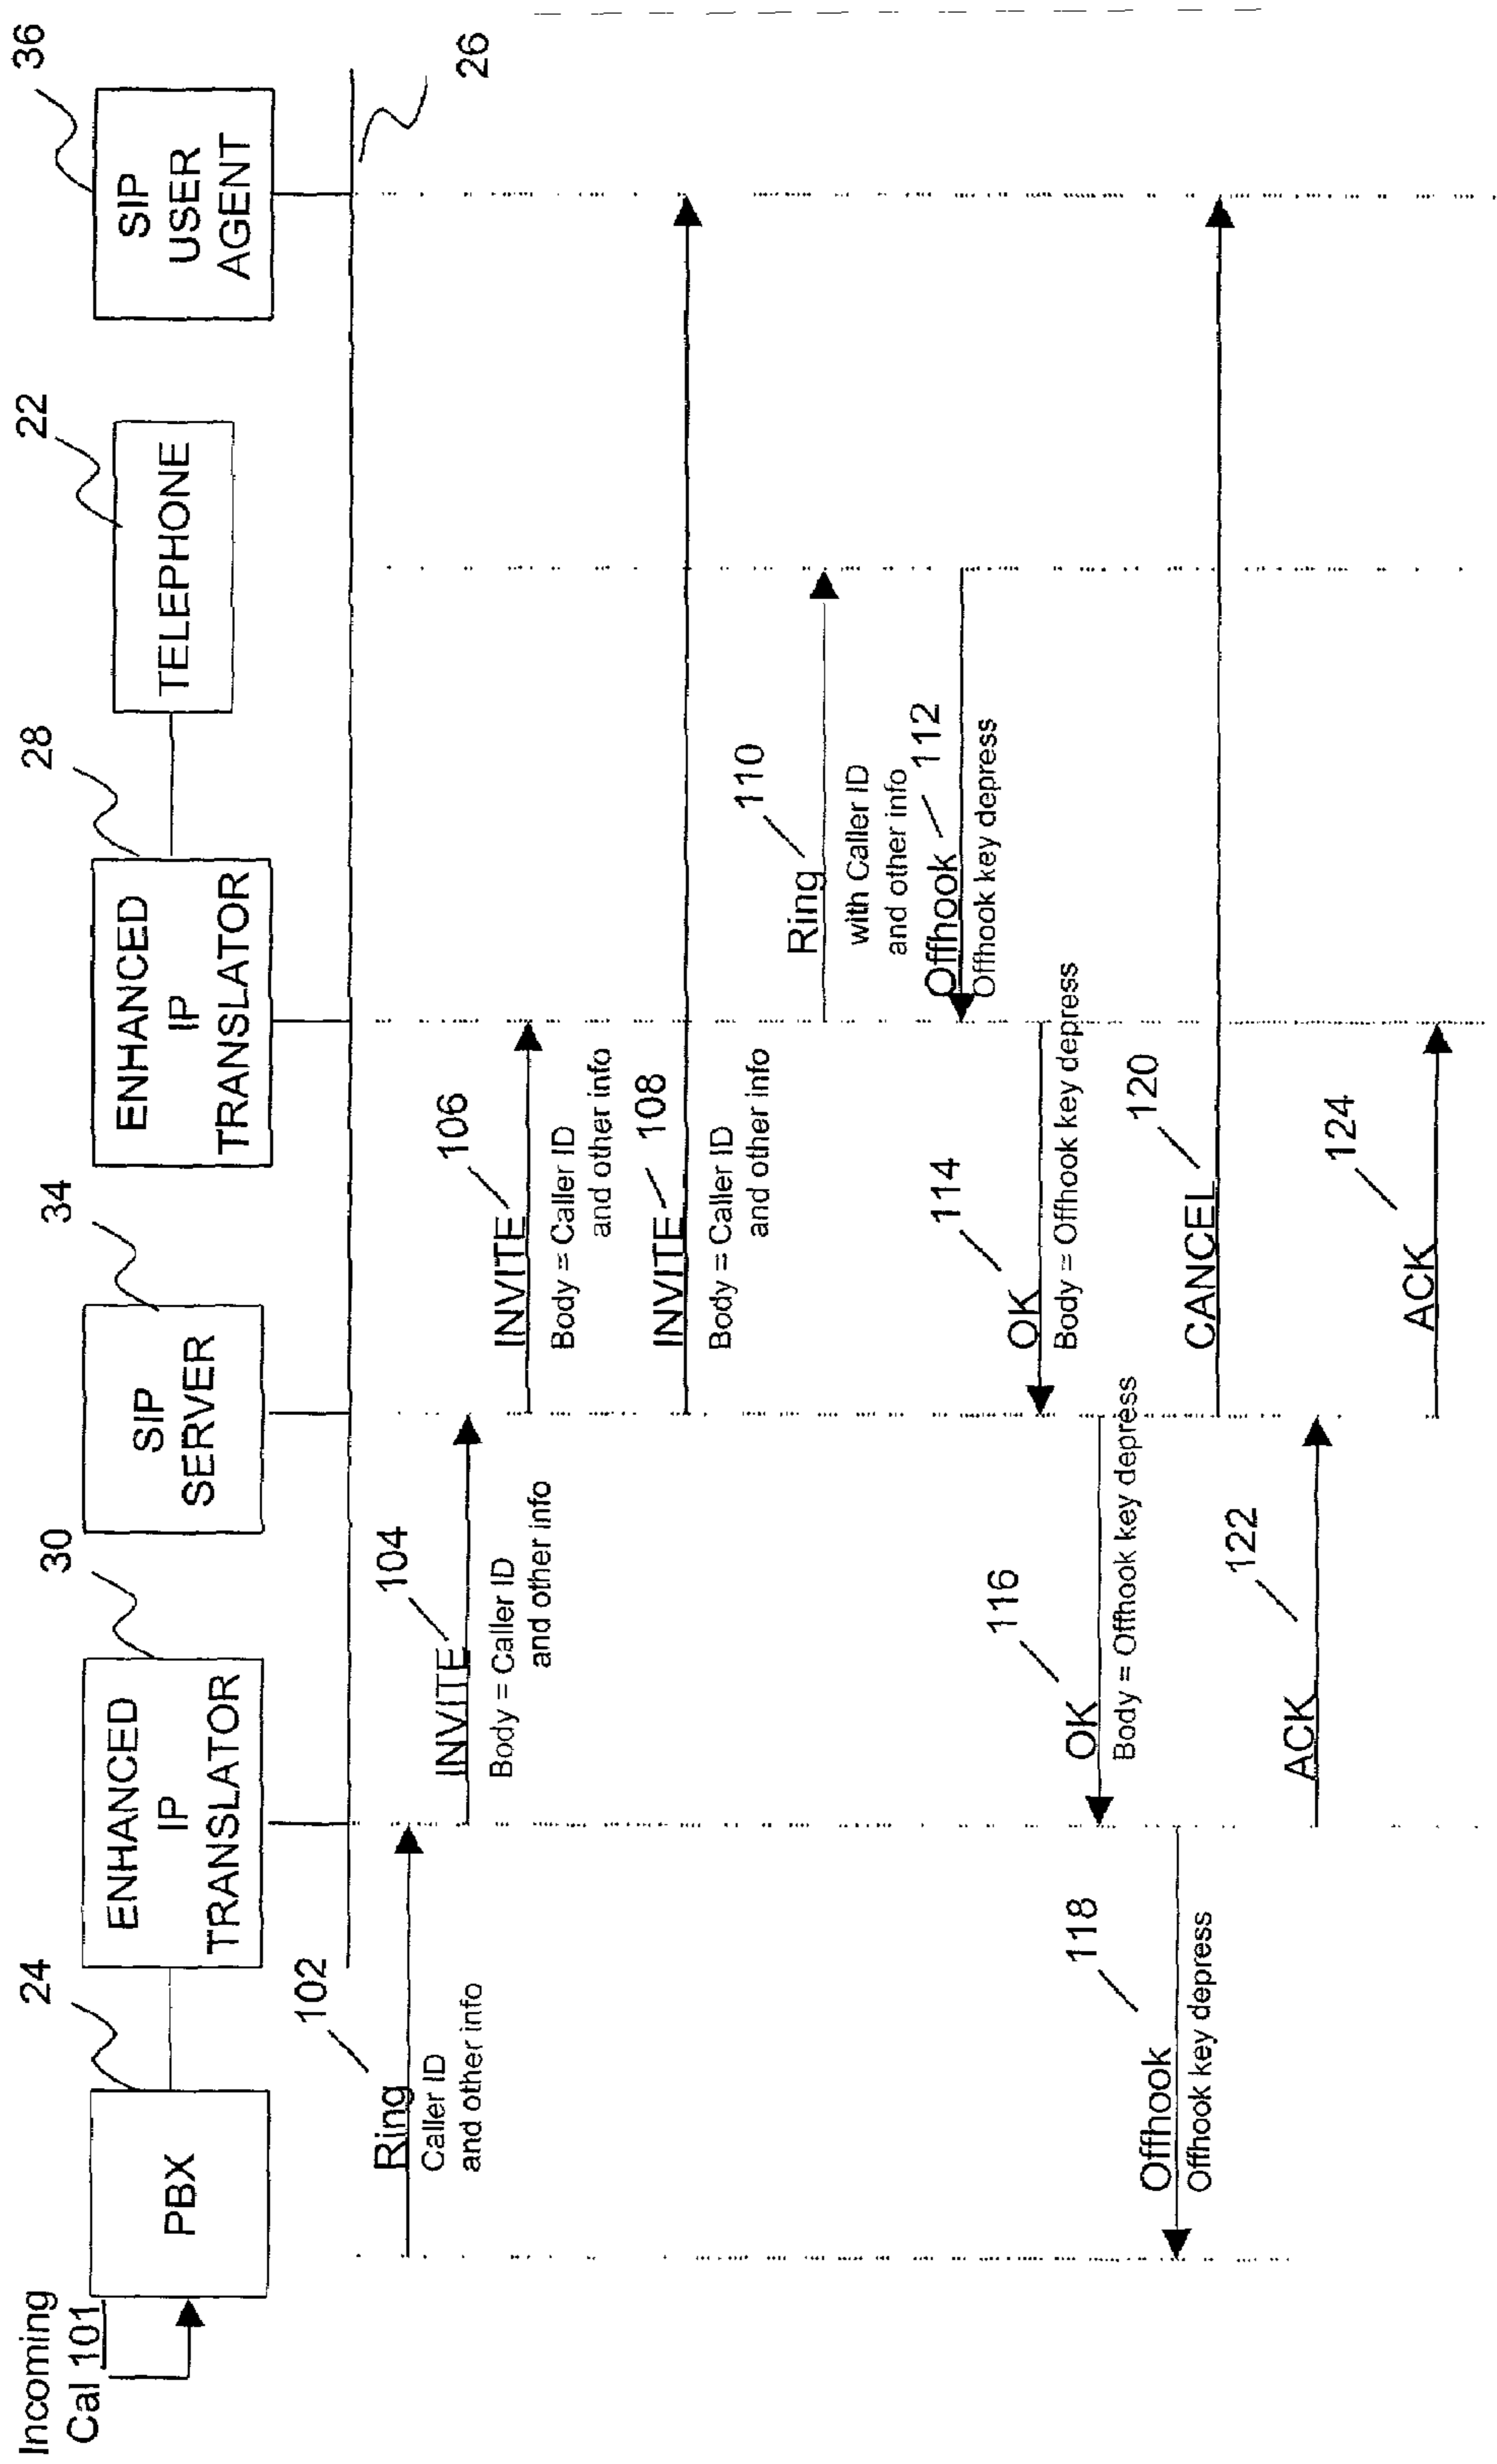 Incoming
Cal 101
24
PBX
30
ENHANCED
IP
TRANSLATOR
34
SIP
SERVER
28
ENHANCED
IP
TRANSLATOR
22
TELEPHONE
36
SIP
USER
AGENT
26
102
Ring
Caller ID
and other info
104
INVITE
Body = Caller ID
and other info
106
INVITE
Body = Caller ID
and other info
INVITE 108
Body = Caller ID
and other info
110
Ring
with Caller ID
and other info
Offhook 112
Offhook key depress
114
OK
Body = Offhook key depress
116
OK
Body = Offhook key depress
118
Offhook
Offhook key depress
120
CANCEL
122
ACK
124
ACK